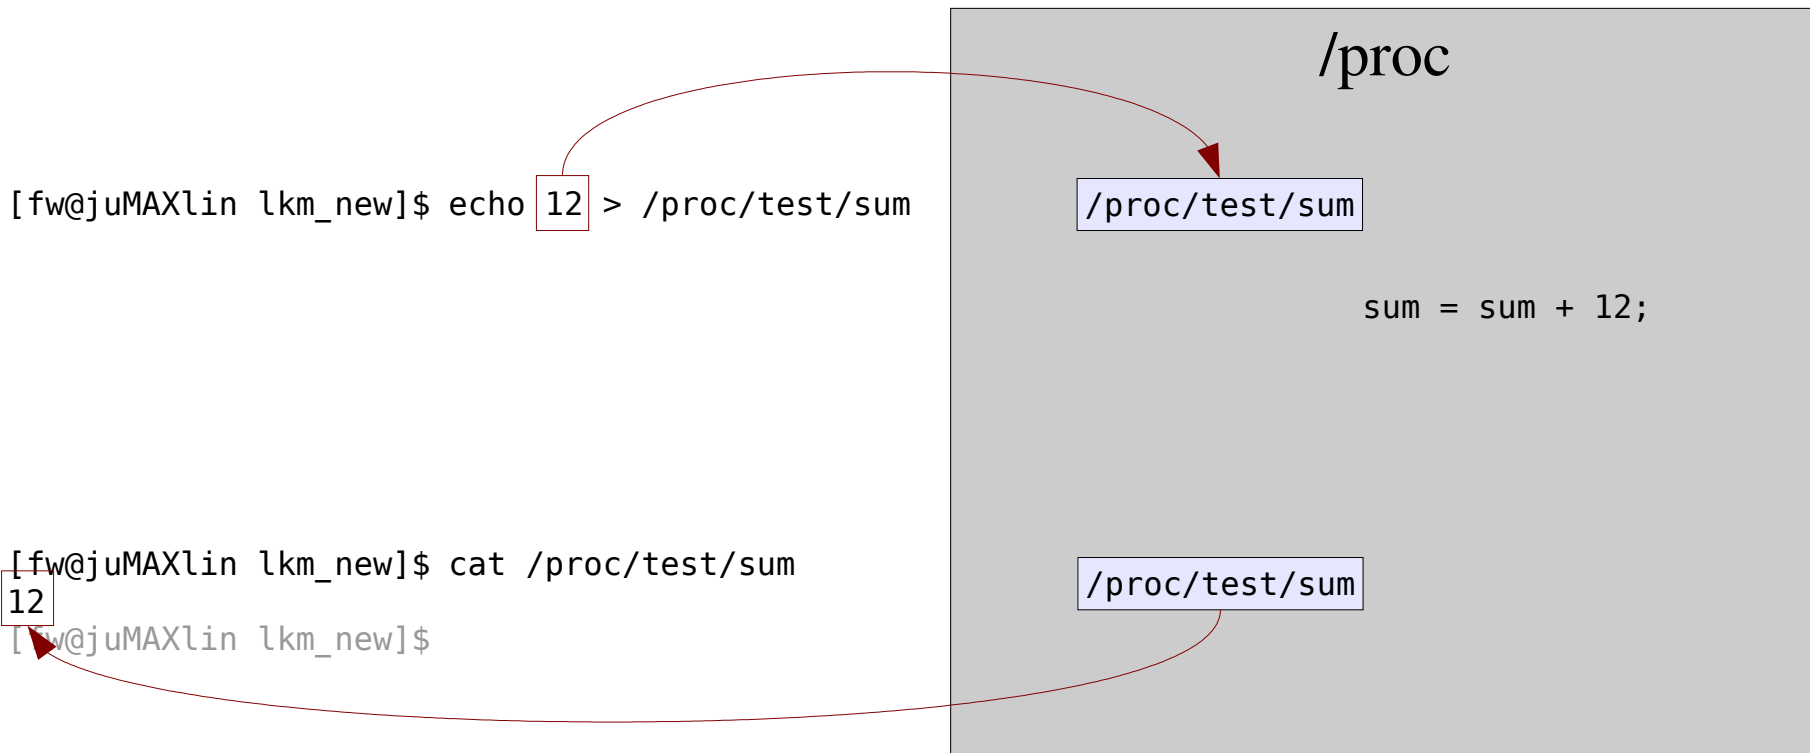 /proc
[fw@juMAXlin lkm_new]$ echo 12 > /proc/test/sum
/proc/test/sum
sum = sum + 12;
[fw@juMAXlin lkm_new]$ cat /proc/test/sum
/proc/test/sum
12
[fw@juMAXlin lkm_new]$